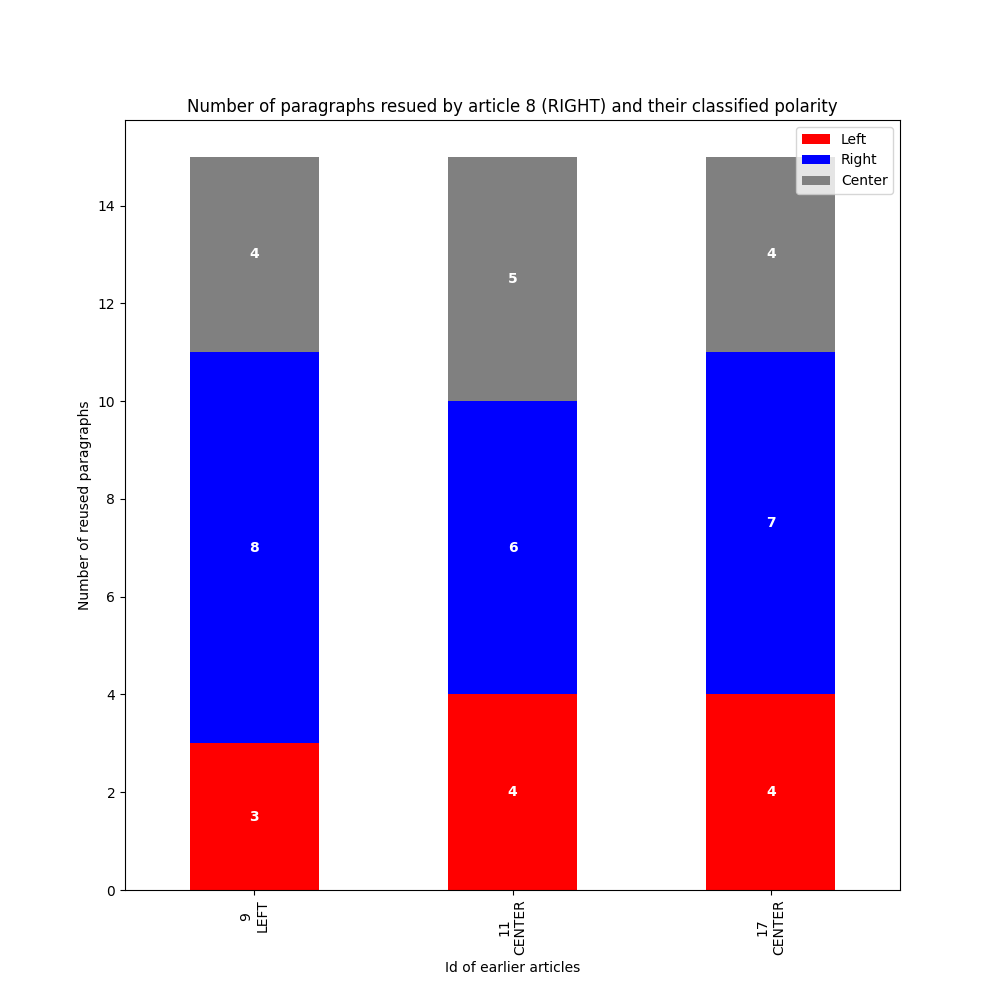 Number of paragraphs resued by article 8 (RIGHT) and their classified polarity
Left
Right
Center
14
12
10
8
6
4
2
0
Number of reused paragraphs
4
5
4
8
6
7
3
4
4
9
LEFT
11
CENTER
17
CENTER
Id of earlier articles